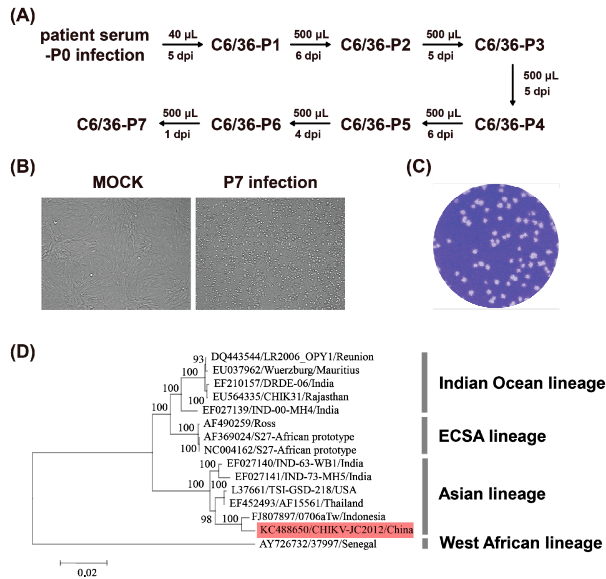 (A)
patient serum
-P0 infection
40 μL
5 dpi
C6/36-P1
500 μL
6 dpi
C6/36-P2
500 μL
5 dpi
C6/36-P3
500 μL
5 dpi
C6/36-P4
500 μL
6 dpi
C6/36-P5
500 μL
4 dpi
C6/36-P6
500 μL
1 dpi
C6/36-P7
(B)
MOCK
P7 infection
(C)
(D)
93
DQ443544/LR2006_OPY1/Reunion
EU037962/Wuerzburg/Mauritius
100
EF210157/DRDE-06/India
100
EU564335/CHIK31/Rajasthan
100
EF027139/IND-00-MH4/India
100
AF490259/Ross
AF369024/S27-African prototype
100
NC004162/S27-African prototype
100
EF027140/IND-63-WB1/India
100
EF027141/IND-73-MH5/India
100
L37661/TSI-GSD-218/USA
EF452493/AF15561/Thailand
98
FJ807897/0706aTw/Indonesia
100
KC488650/CHIKV-JC2012/China
AY726732/37997/Senegal
0,02
Indian Ocean lineage
ECSA lineage
Asian lineage
West African lineage